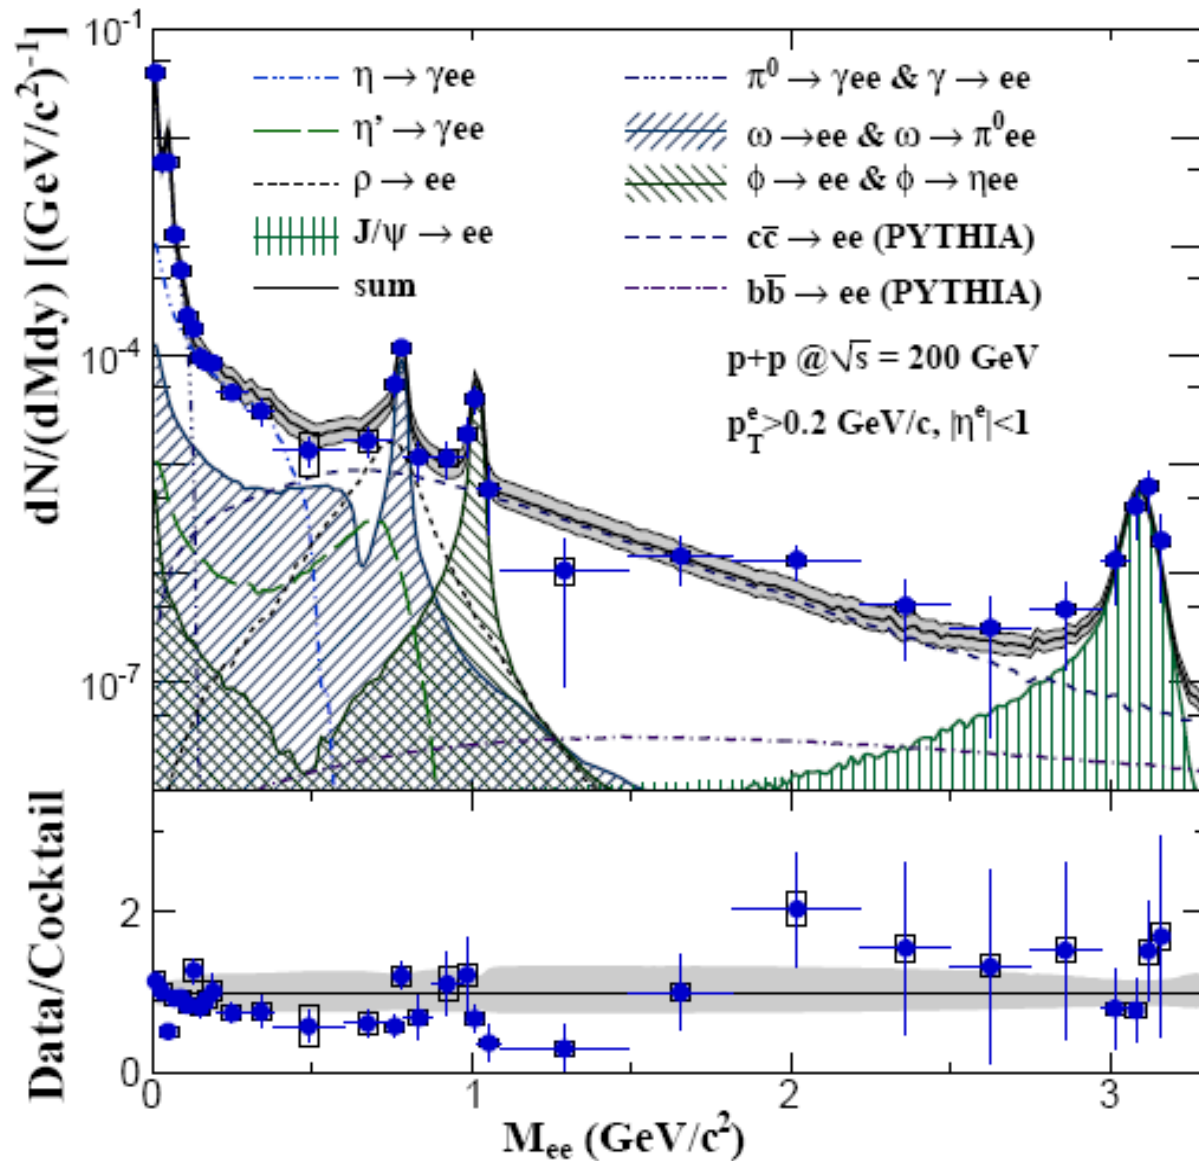 dN/(dMdy) [(GeV/c²)⁻¹]
10⁻¹
10⁻⁴
10⁻⁷
η → γee
η’ → γee
ρ → ee
J/ψ → ee
sum
π⁰ → γee & γ → ee
ω →ee & ω → π⁰ee
ϕ → ee & ϕ → ηee
cc̅ → ee (PYTHIA)
bb̅ → ee (PYTHIA)
p+p @√s = 200 GeV
pᵉ_T>0.2 GeV/c, |ηᵉ|<1
Data/Cocktail
2
0
0 1 2 3
M_ee (GeV/c²)